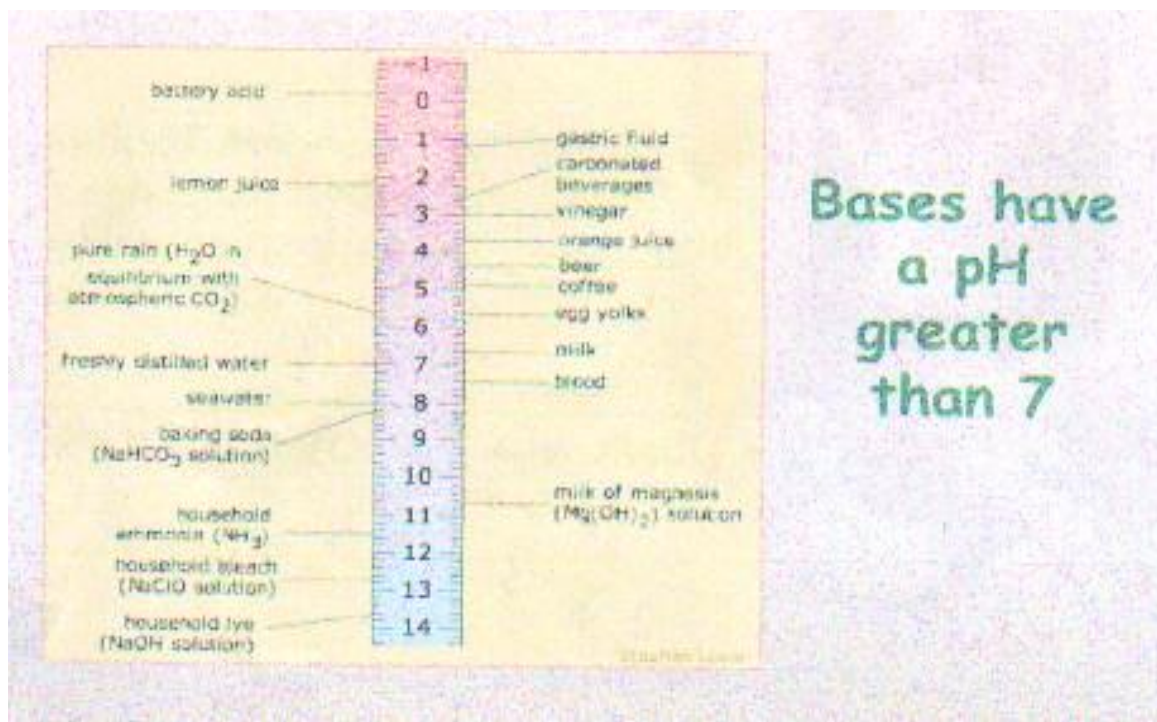 battery acid
lemon juice
pure rain (H₂O in
equilibrium with
atmospheric CO₂)
freshly distilled water
seawater
baking soda
(NaHCO₃ solution)
household
ammonia (NH₃)
household bleach
(NaClO solution)
household lye
(NaOH solution)
-1
0
1
2
3
4
5
6
7
8
9
10
11
12
13
14
gastric fluid
carbonated
beverages
vinegar
orange juice
beer
coffee
egg yolks
milk
blood
milk of magnesia
(Mg(OH)₂) solution
Bases have
a pH
greater
than 7